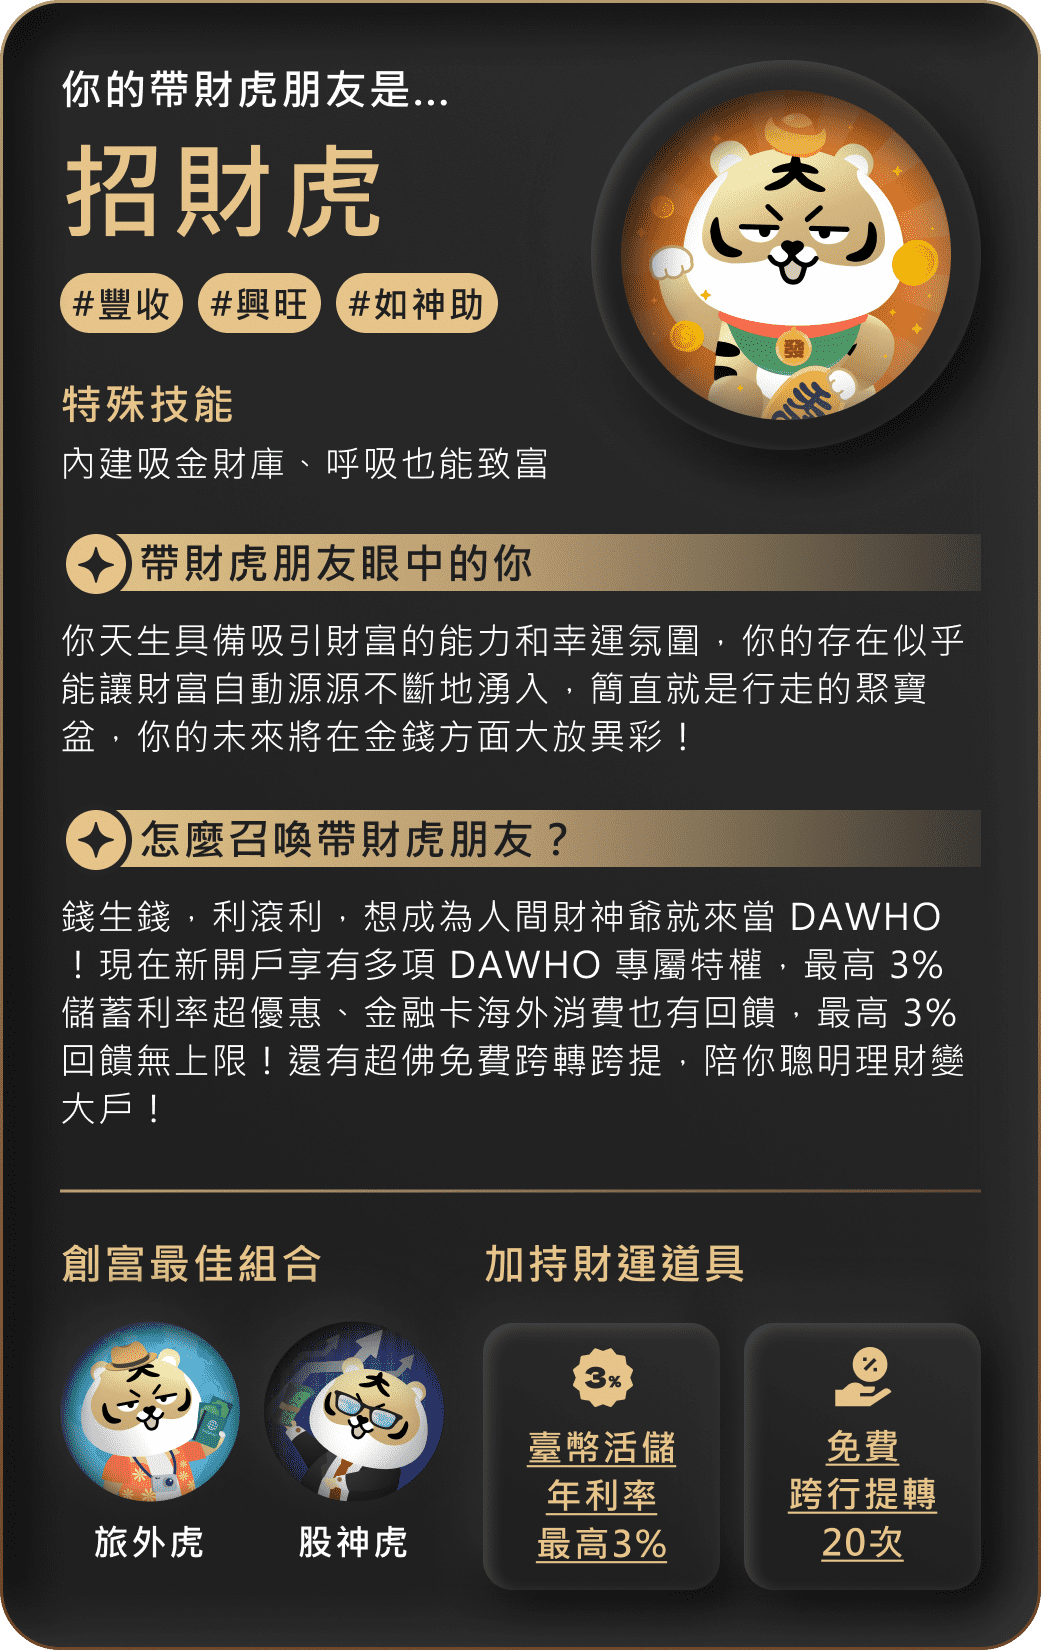 你的帶財虎朋友是...
招財虎
#豐收 #興旺 #如神助
發
特殊技能
內建吸金財庫、呼吸也能致富
帶財虎朋友眼中的你
你天生具備吸引財富的能力和幸運氛圍，你的存在似乎
能讓財富自動源源不斷地湧入，簡直就是行走的聚寶
盆，你的未來將在金錢方面大放異彩！
怎麼召喚帶財虎朋友？
錢生錢，利滾利，想成為人間財神爺就來當 DAWHO
！現在新開戶享有多項 DAWHO 專屬特權，最高 3%
儲蓄利率超優惠、金融卡海外消費也有回饋，最高 3%
回饋無上限！還有超佛免費跨轉跨提，陪你聰明理財變
大戶！
創富最佳組合
旅外虎
股神虎
加持財運道具
3%
臺幣活儲
年利率
最高3%
%
免費
跨行提轉
20次